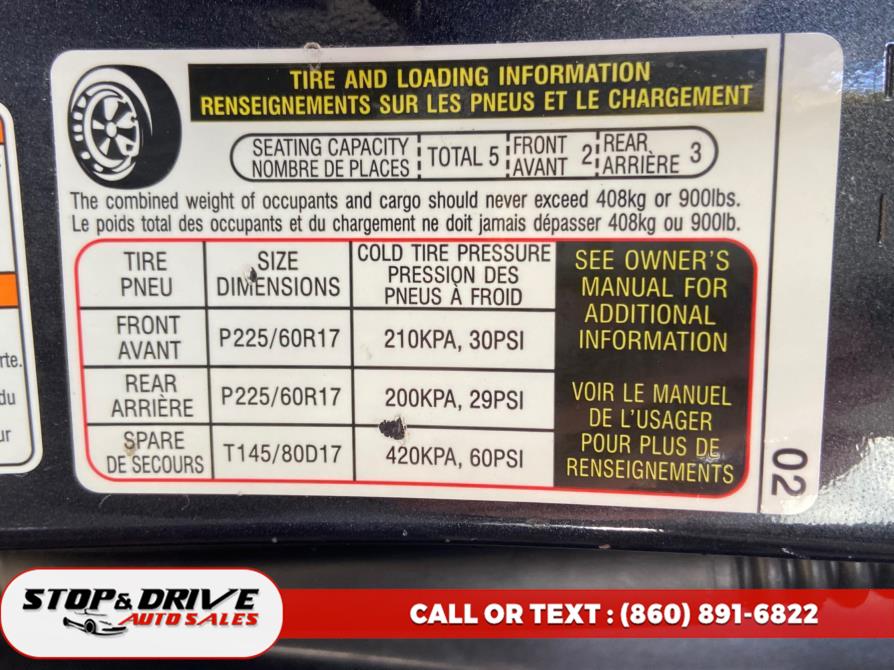 TIRE AND LOADING INFORMATION
RENSEIGNEMENTS SUR LES PNEUS ET LE CHARGEMENT
SEATING CAPACITY
NOMBRE DE PLACES
TOTAL 5
FRONT
AVANT 2
REAR
ARRIÈRE 3
The combined weight of occupants and cargo should never exceed 408kg or 900lbs.
Le poids total des occupants et du chargement ne doit jamais dépasser 408kg ou 900lb.
TIRE
PNEU
SIZE
DIMENSIONS
COLD TIRE PRESSURE
PRESSION DES
PNEUS À FROID
FRONT
AVANT
P225/60R17
210KPA, 30PSI
REAR
ARRIÈRE
P225/60R17
200KPA, 29PSI
SPARE
DE SECOURS
T145/80D17
420KPA, 60PSI
SEE OWNER'S
MANUAL FOR
ADDITIONAL
INFORMATION
VOIR LE MANUEL
DE L'USAGER
POUR PLUS DE
RENSEIGNEMENTS
02
rte.
du
ur
STOP & DRIVE
AUTO SALES
CALL OR TEXT : (860) 891-6822